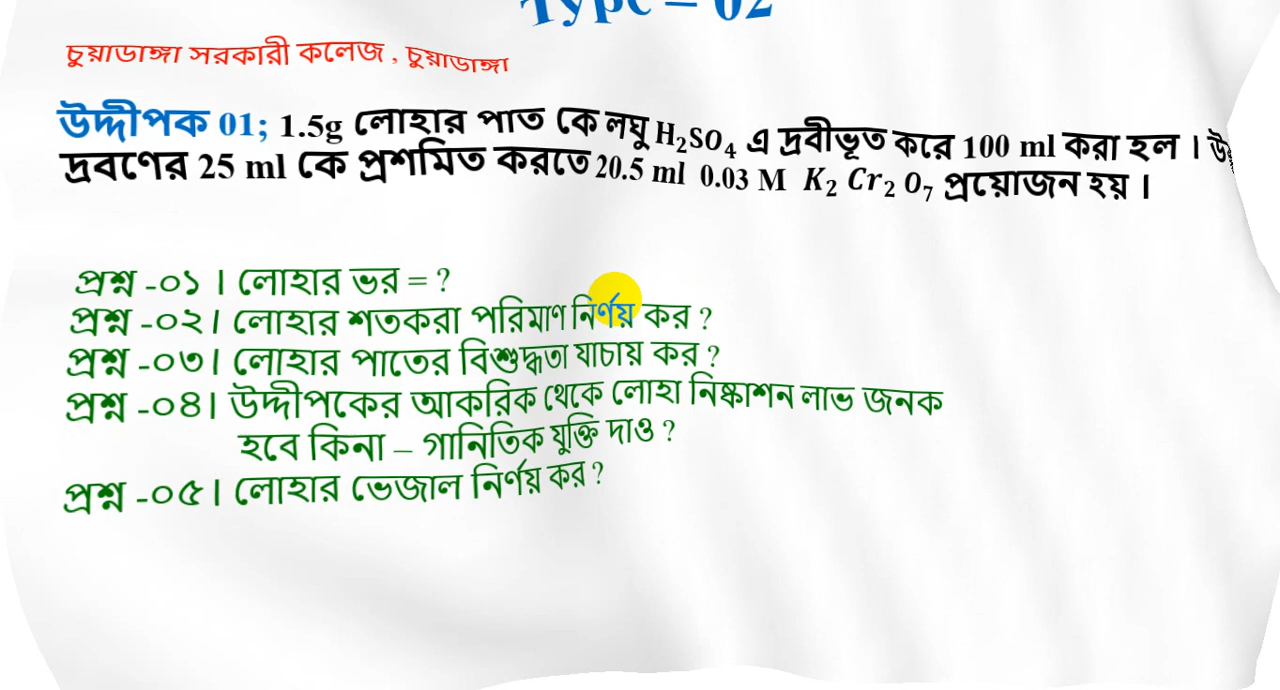 Type – 02
চুয়াডাঙ্গা সরকারী কলেজ , চুয়াডাঙ্গা
উদ্দীপক 01; 1.5g লোহার পাত কে লঘু H₂SO₄ এ দ্রবীভূত করে 100 ml করা হল ।
দ্রবণের 25 ml কে প্রশমিত করতে 20.5 ml 0.03 M K₂ Cr₂ O₇ প্রয়োজন হয় ।
প্রশ্ন -০১ । লোহার ভর = ?
প্রশ্ন -০২। লোহার শতকরা পরিমাণ নির্ণয় কর ?
প্রশ্ন -০৩। লোহার পাতের বিশুদ্ধতা যাচায় কর ?
প্রশ্ন -০৪। উদ্দীপকের আকরিক থেকে লোহা নিষ্কাশন লাভ জনক
হবে কিনা – গানিতিক যুক্তি দাও ?
প্রশ্ন -০৫। লোহার ভেজাল নির্ণয় কর ?